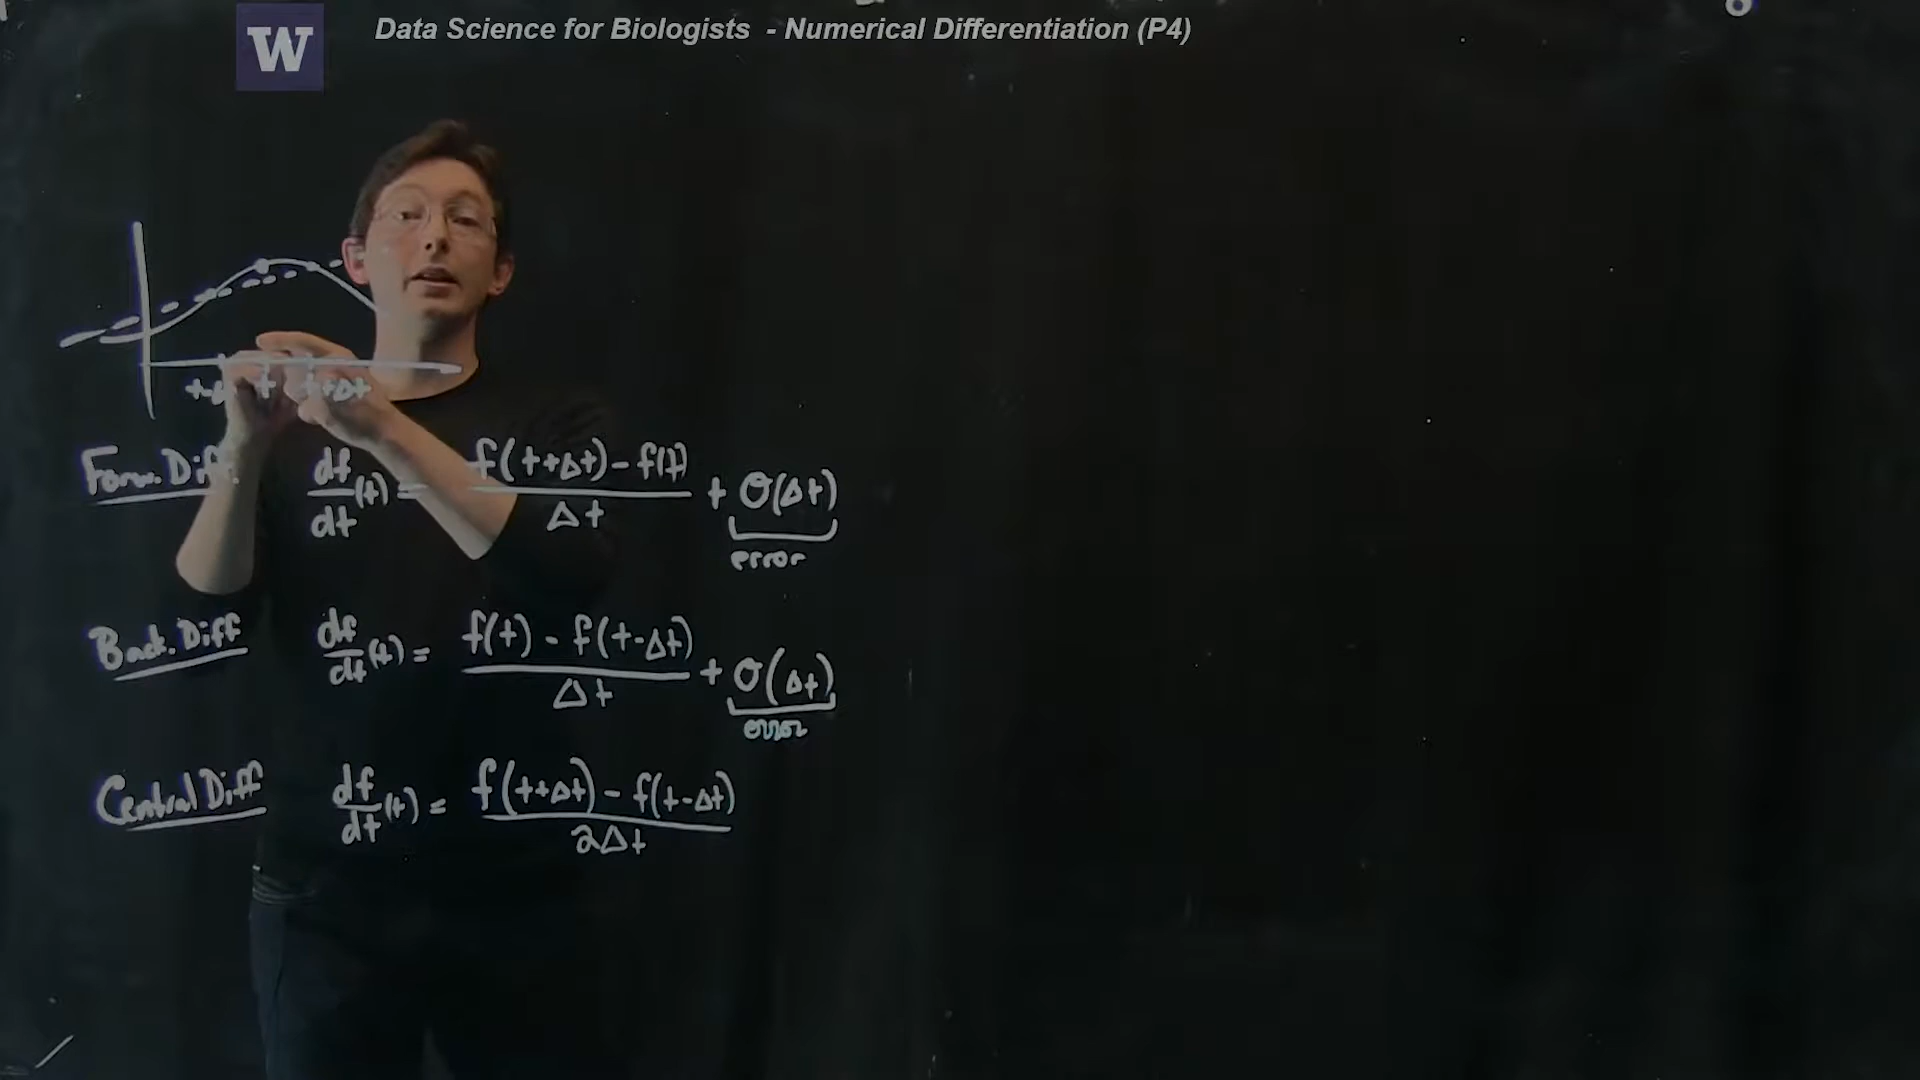 W
Data Science for Biologists - Numerical Differentiation (P4)
t t+Δt
Forw. Diff. df/dt (t) = f(t+Δt) - f(t) / Δt + O(Δt)
error
Back. Diff df/dt (t) = f(t) - f(t-Δt) / Δt + O(Δt)
error
Central Diff df/dt (t) = f(t+Δt) - f(t-Δt) / 2Δt